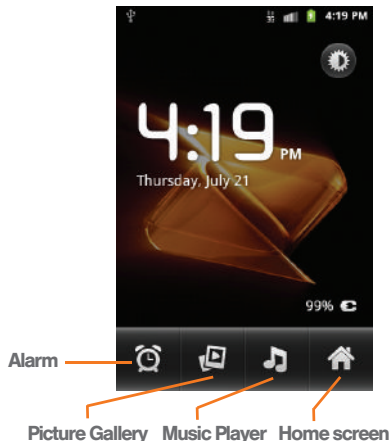 4:19 PM
4:19 PM
Thursday, July 21
99%
Alarm
Picture Gallery Music Player Home screen